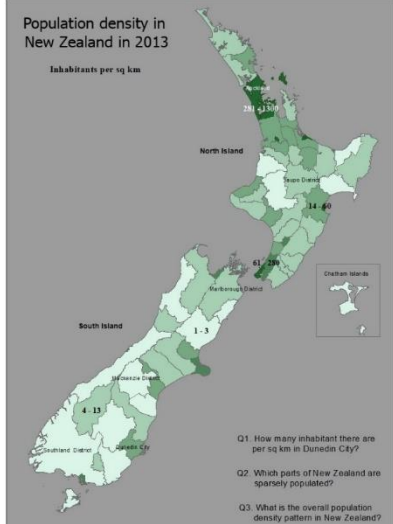 Population density in
New Zealand in 2013
Inhabitants per sq km
Auckland
281 - 3300
North Island
Taupo District
14 - 60
61 - 280
Chatham Islands
Marlborough District
South Island
1 - 3
Mackenzie District
4 - 13
Southland District
Dunedin City
Q1. How many inhabitant there are
per sq km in Dunedin City?
Q2. Which parts of New Zealand are
sparsely populated?
Q3. What is the overall population
density pattern in New Zealand?